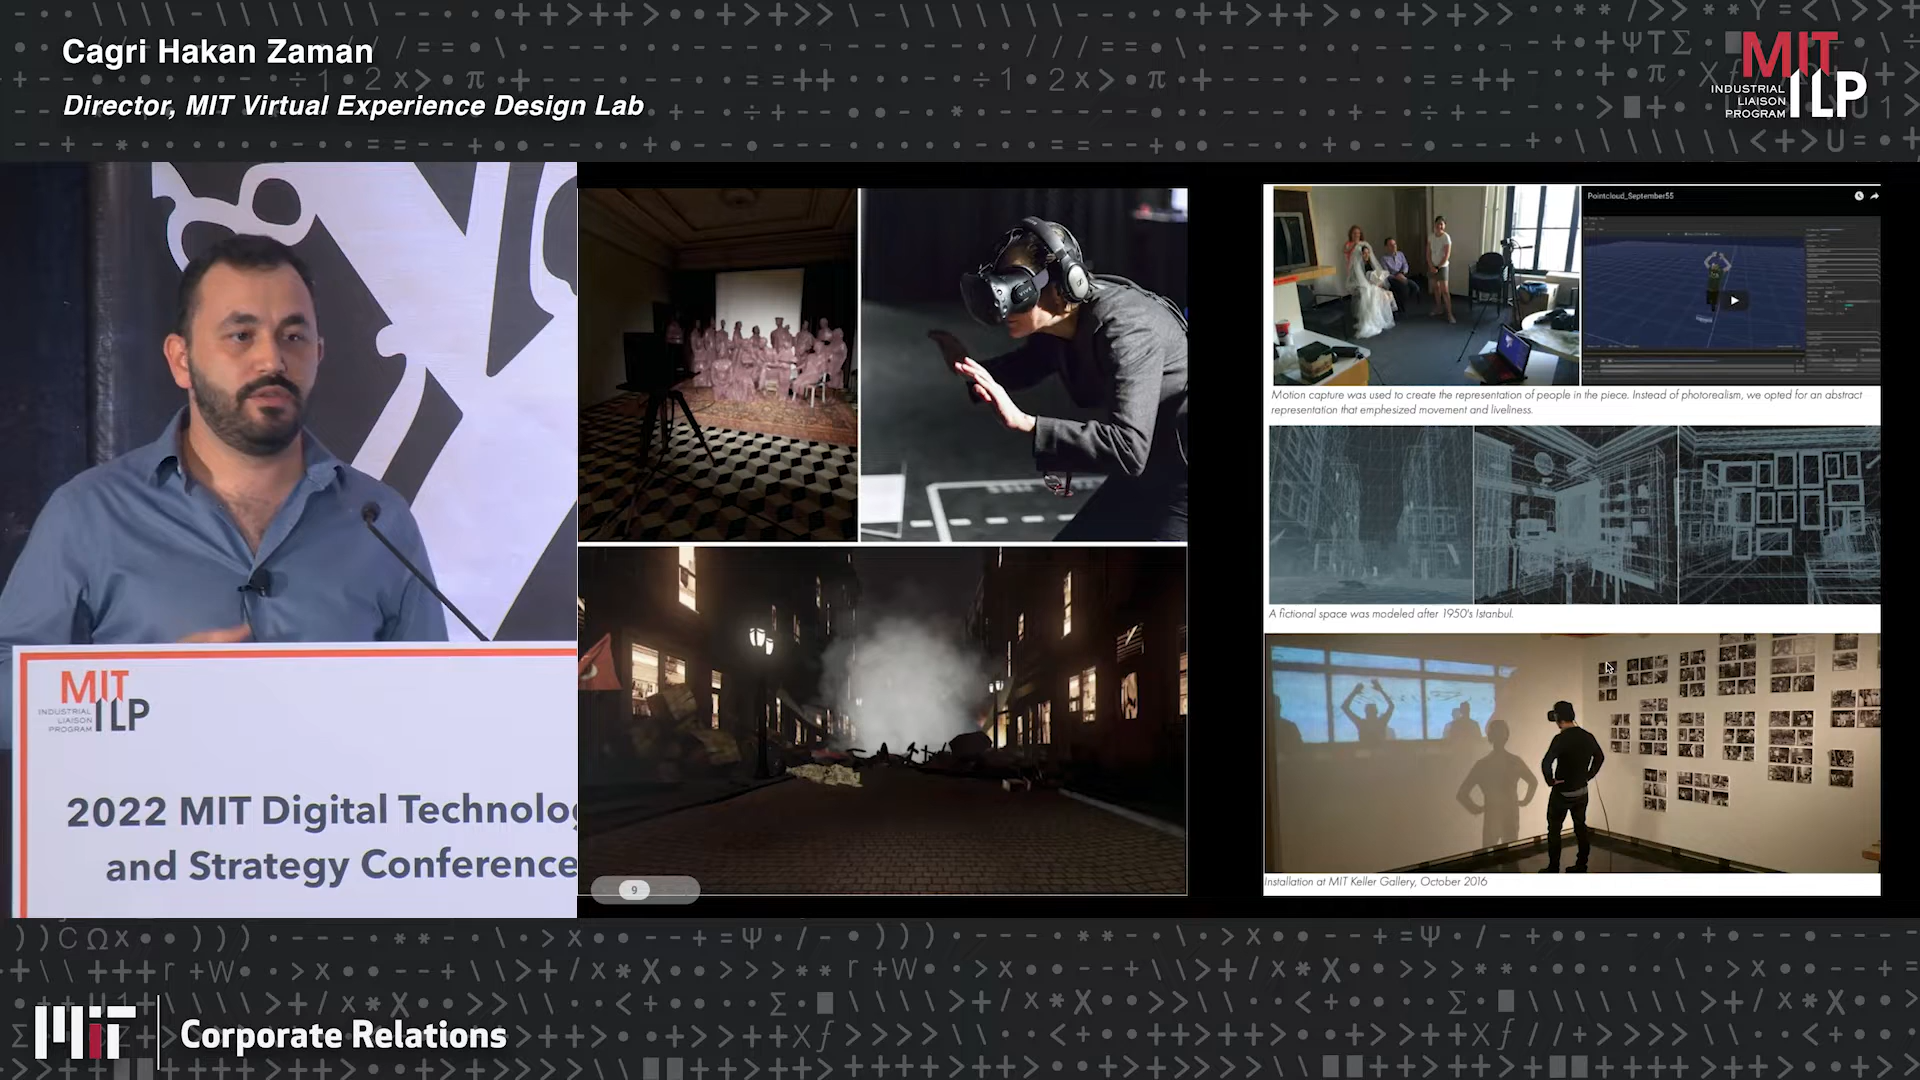 Cagri Hakan Zaman
Director, MIT Virtual Experience Design Lab
MIT
ILP
INDUSTRIAL
LIAISON
PROGRAM
Pointcloud_September55
VIVE
Motion capture was used to create the representation of people in the piece. Instead of photorealism, we opted for an abstract
representation that emphesized movement and liveliness.
A fictional space was modeled after 1950's Istanbul.
Installation at MIT Keller Gallery, October 2016
9
MIT
ILP
INDUSTRIAL
LIAISON
PROGRAM
2022 MIT Digital Technolog
and Strategy Conference
MIT
Corporate Relations